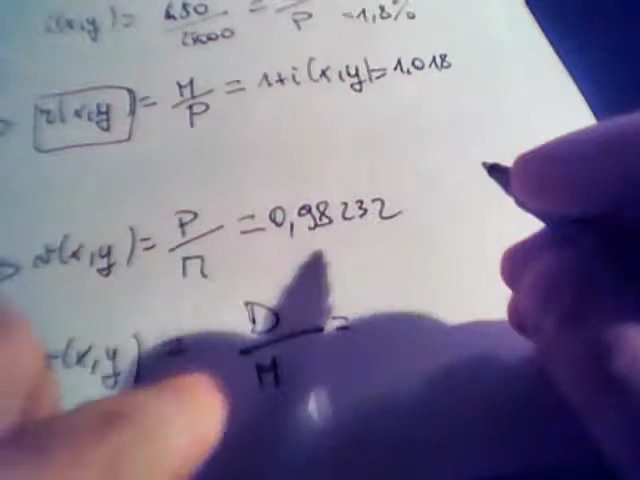 i(x,y) = 450/25000 = /P = 1,8%
r(x,y) = M/P = 1+i(x,y) = 1,018
v(x,y) = P/M = 0,98232
(x,y) = D/M =